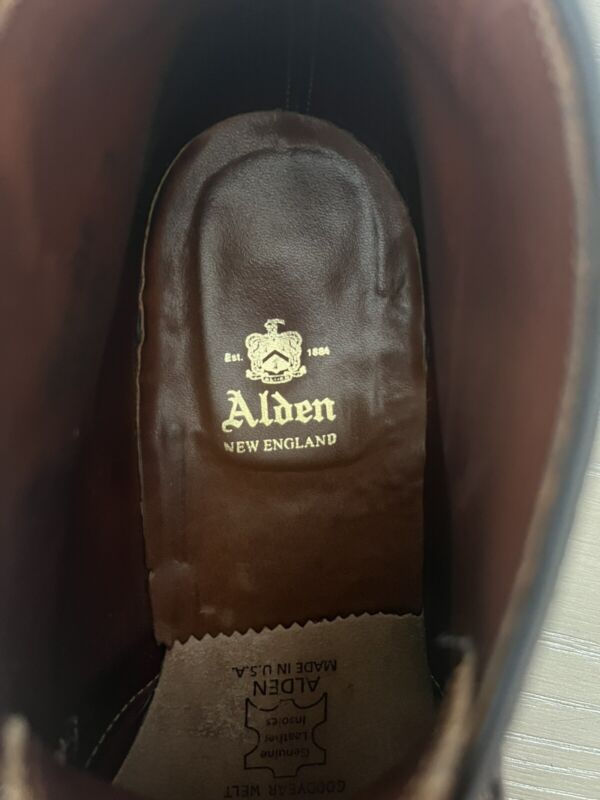 Est. 1884
Alden
NEW ENGLAND
GOODYEAR WELT
Genuine
Leather
Insoles
ALDEN
MADE IN U.S.A.